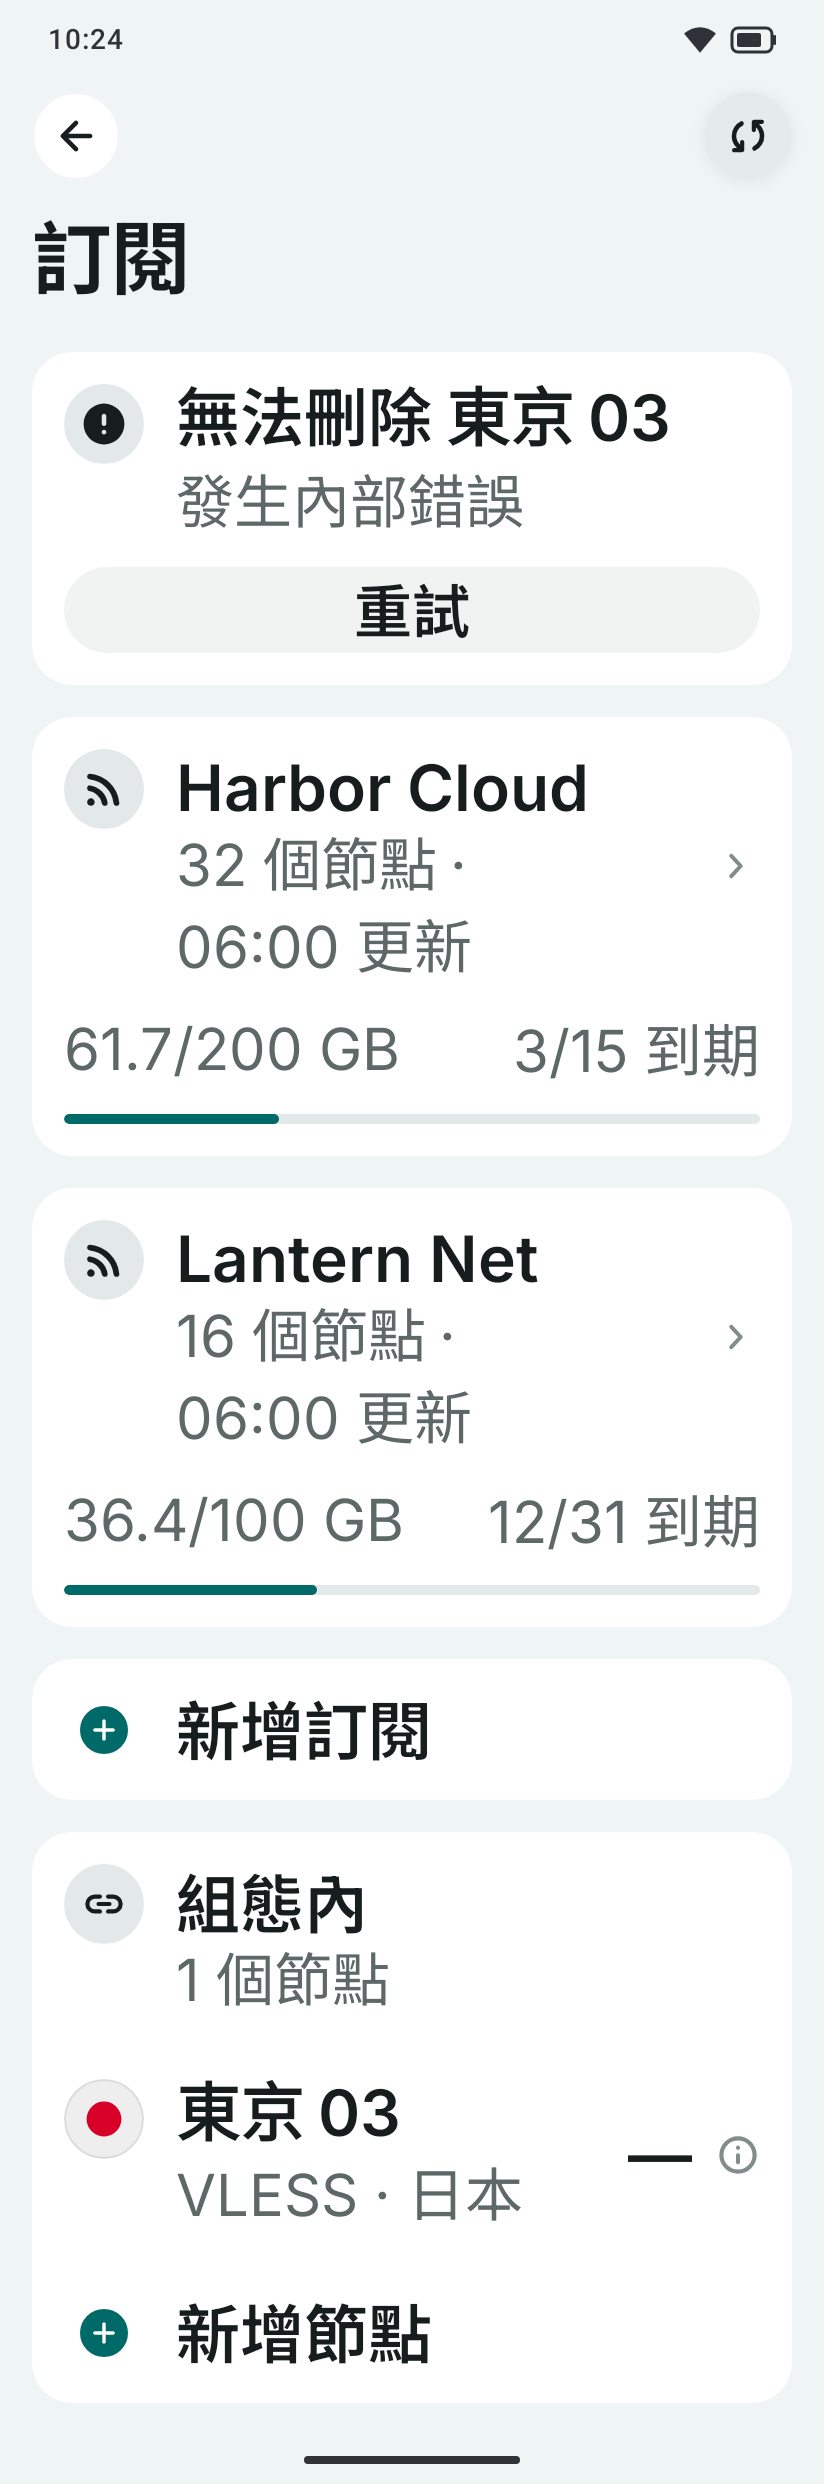 10:24
訂閱
無法刪除 東京 03
發生內部錯誤
重試
Harbor Cloud
32 個節點 ·
06:00 更新
61.7/200 GB
3/15 到期
Lantern Net
16 個節點 ·
06:00 更新
36.4/100 GB
12/31 到期
新增訂閱
組態內
1 個節點
東京 03
VLESS · 日本
—
新增節點